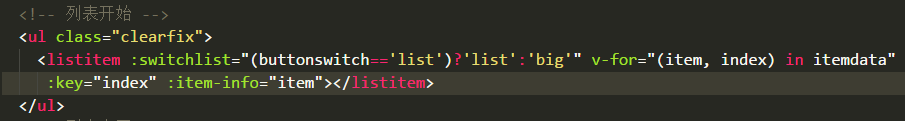 <!-- 列表开始 -->
<ul class="clearfix">
<listitem :switchlist="(buttonswitch=='list')?'list':'big'" v-for="(item, index) in itemdata"
:key="index" :item-info="item"></listitem>
</ul>